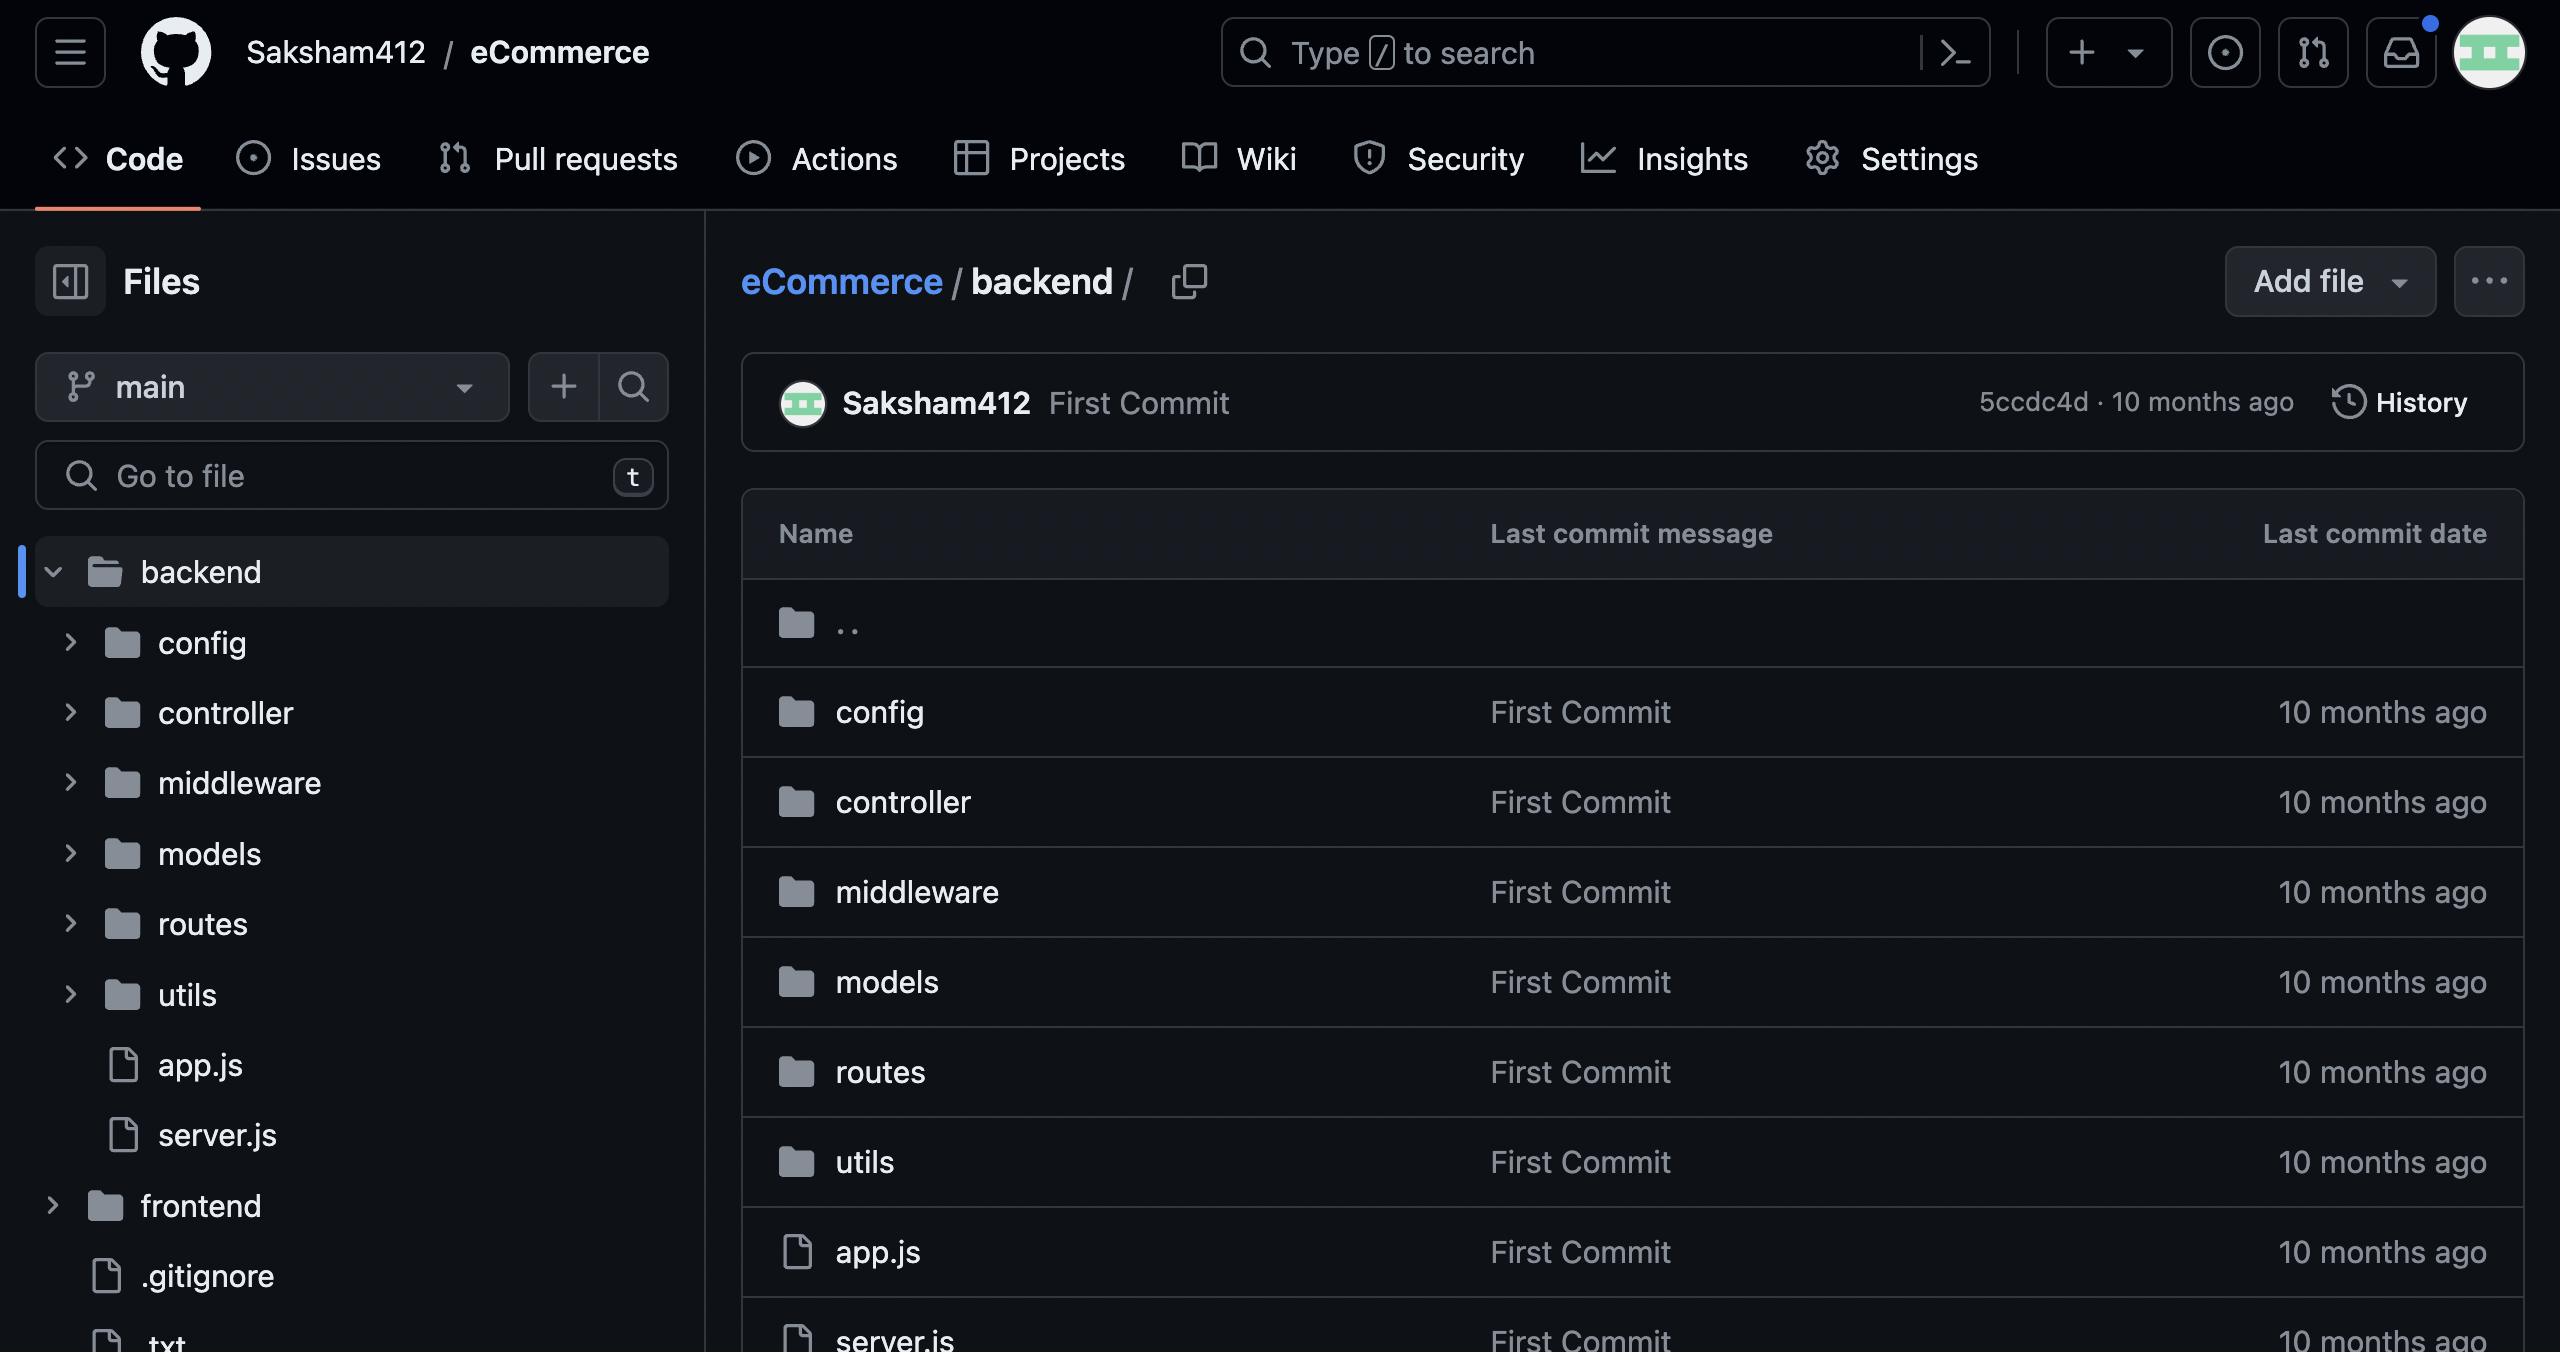 Saksham412 / eCommerce
Type / to search
Code Issues Pull requests Actions Projects Wiki Security Insights Settings
Files
main
Go to file t
backend
config
controller
middleware
models
routes
utils
app.js
server.js
frontend
.gitignore
.txt
eCommerce / backend /
Add file
Saksham412 First Commit 5ccdc4d · 10 months ago History
Name Last commit message Last commit date
..
config First Commit 10 months ago
controller First Commit 10 months ago
middleware First Commit 10 months ago
models First Commit 10 months ago
routes First Commit 10 months ago
utils First Commit 10 months ago
app.js First Commit 10 months ago
server.js First Commit 10 months ago